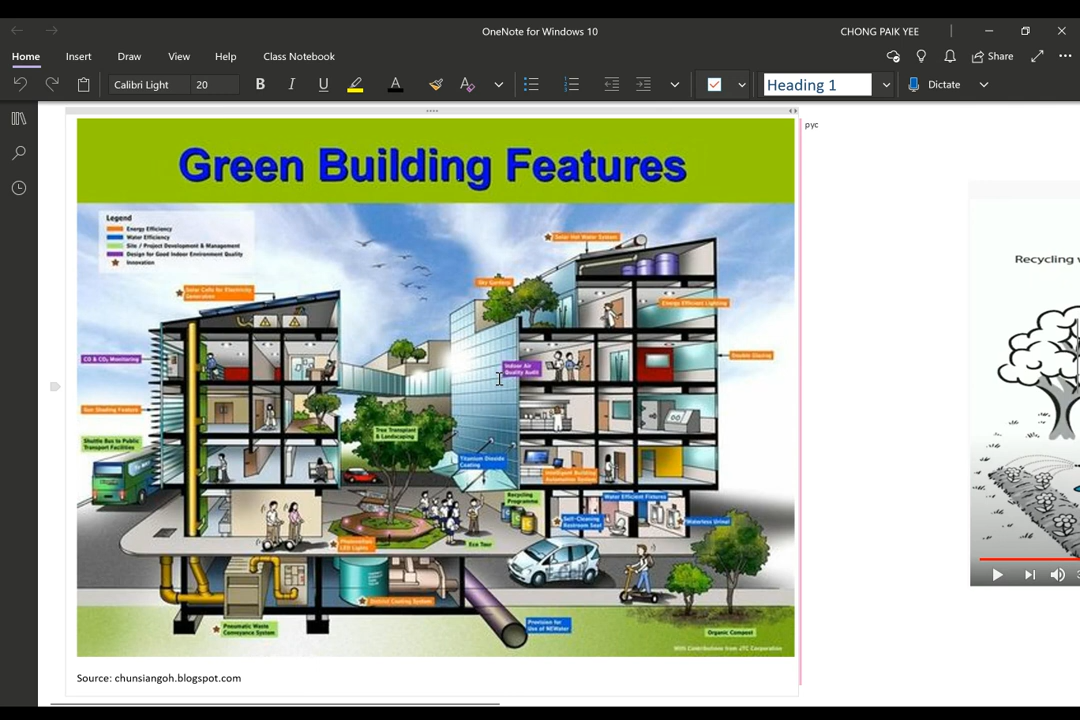 OneNote for Windows 10
CHONG PAIK YEE
Home
Insert
Draw
View
Help
Class Notebook
Share
Calibri Light
20
B
I
U
A
Heading 1
Dictate
pyc
Green Building Features
Legend
Energy Efficiency
Water Efficiency
Site / Project Development & Management
Design for Good Indoor Environment Quality
Innovation
Solar Hot Water System
Sky Gardens
Solar Cells for Electricity
Generation
Energy Efficient Lighting
CO & CO₂ Monitoring
Double Glazing
Indoor Air
Quality Audit
Sun Shading Feature
Shuttle Bus to Public
Transport Facilities
Tree Transplant
& Landscaping
Titanium Dioxide
Coating
Intelligent Building
Automation System
Recycling
Programme
Water Efficient Fixtures
Self-Cleaning
Restroom Seat
Waterless Urinal
Photovoltaic
LED Lights
Eco Tour
District Cooling System
Pneumatic Waste
Conveyance System
Provision for
Use of NEWater
Organic Compost
With Contributions from JTC Corporation
Source: chunsiangoh.blogspot.com
Recycling